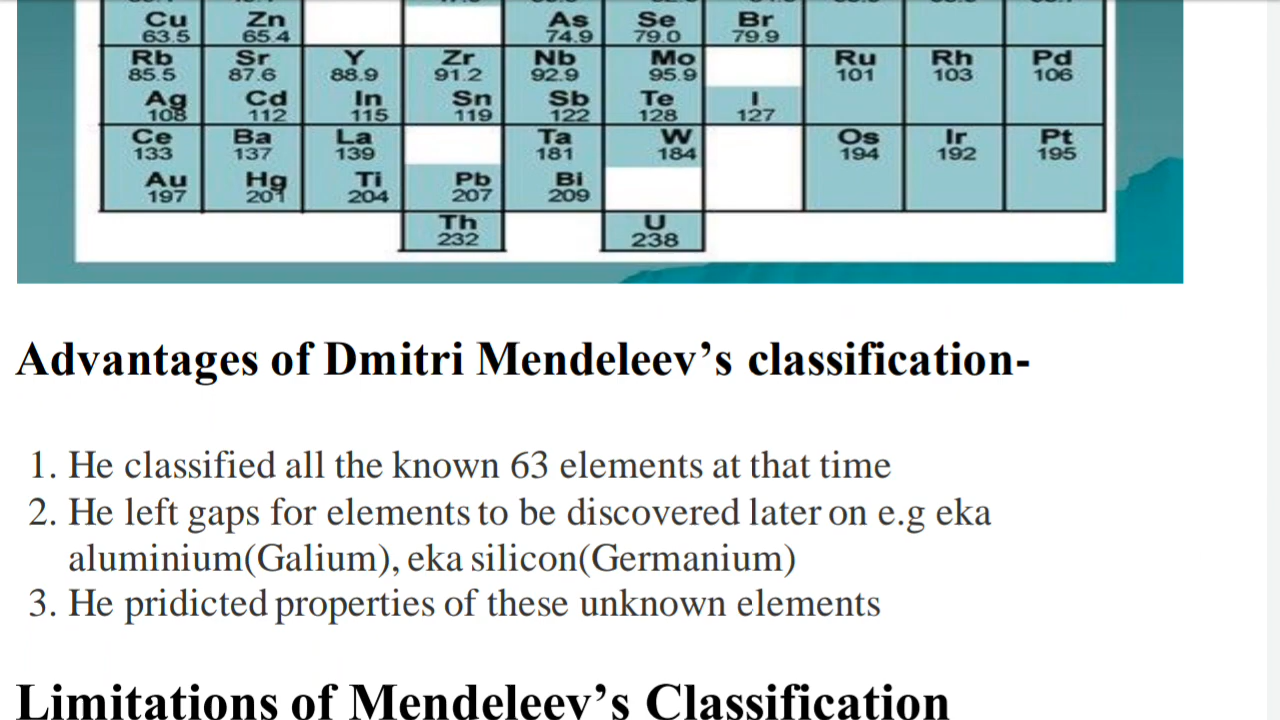 Cu Zn As Se Br
63.5 65.4 74.9 79.0 79.9
Rb Sr Y Zr Nb Mo Ru Rh Pd
85.5 87.6 88.9 91.2 92.9 95.9 101 103 106
Ag Cd In Sn Sb Te I
108 112 115 119 122 128 127
Ce Ba La Ta W Os Ir Pt
133 137 139 181 184 194 192 195
Au Hg Ti Pb Bi
197 201 204 207 209
Th U
232 238
Advantages of Dmitri Mendeleev’s classification-
1. He classified all the known 63 elements at that time
2. He left gaps for elements to be discovered later on e.g eka
aluminium(Galium), eka silicon(Germanium)
3. He pridicted properties of these unknown elements
Limitations of Mendeleev’s Classification